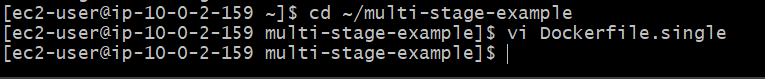 [ec2-user@ip-10-0-2-159 ~]$ cd ~/multi-stage-example
[ec2-user@ip-10-0-2-159 multi-stage-example]$ vi Dockerfile.single
[ec2-user@ip-10-0-2-159 multi-stage-example]$